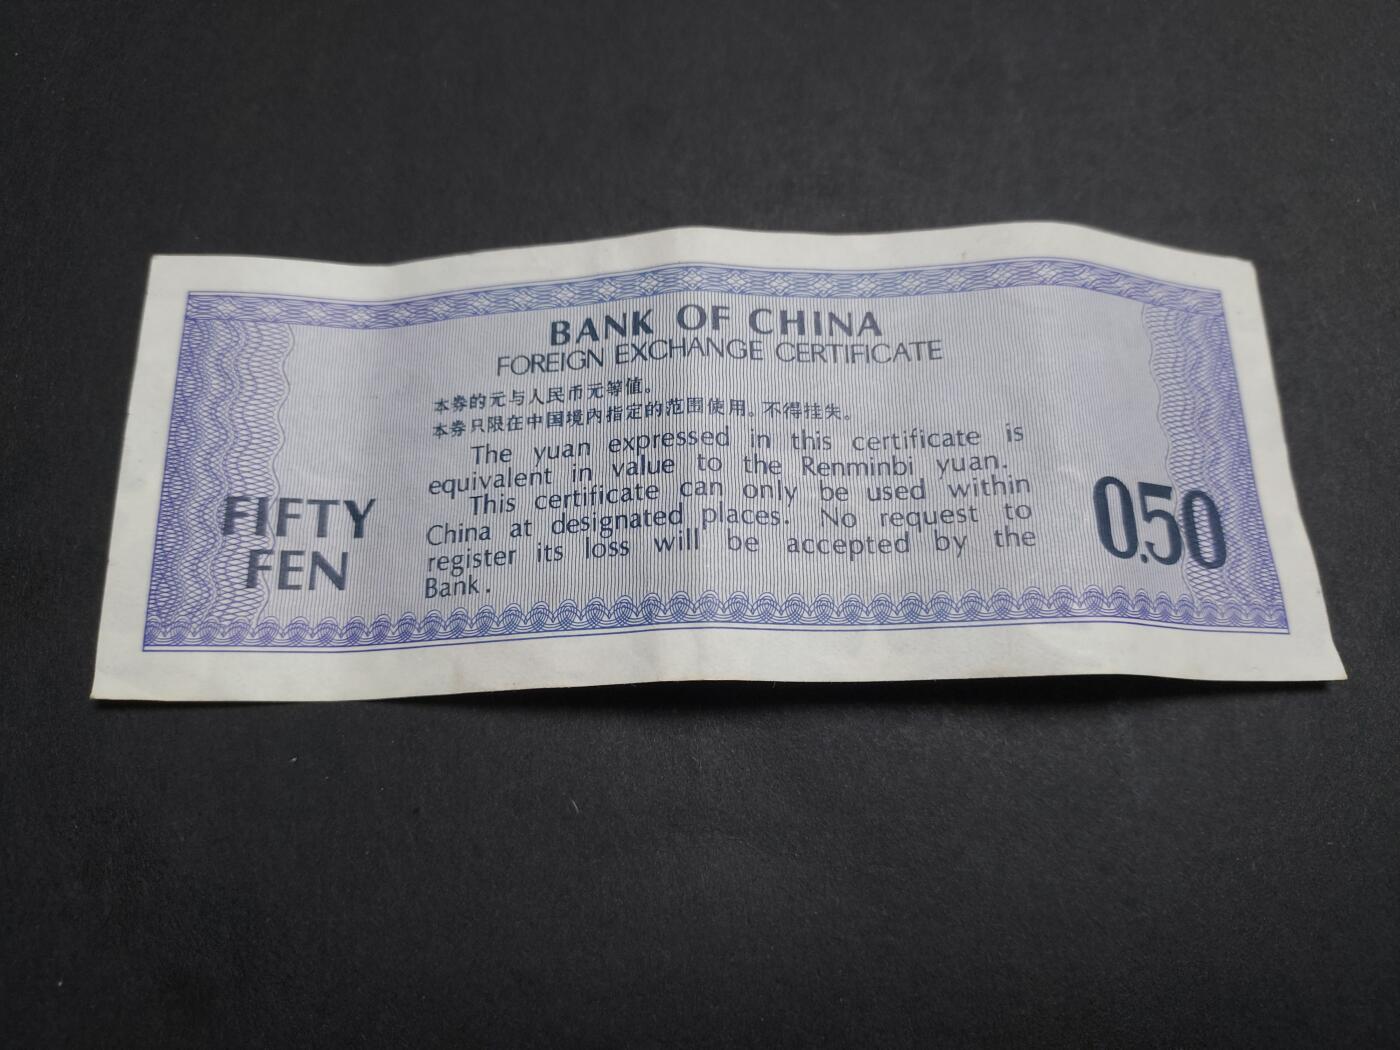 BANK OF CHINA
FOREIGN EXCHANGE CERTIFICATE
本券的元与人民币元等值。
本券只限在中国境内指定的范围使用。不得挂失。
The yuan expressed in this certificate is
equivalent in value to the Renminbi yuan.
This certificate can only be used within
China at designated places. No request to
register its loss will be accepted by the
Bank.
FIFTY
FEN
0.50